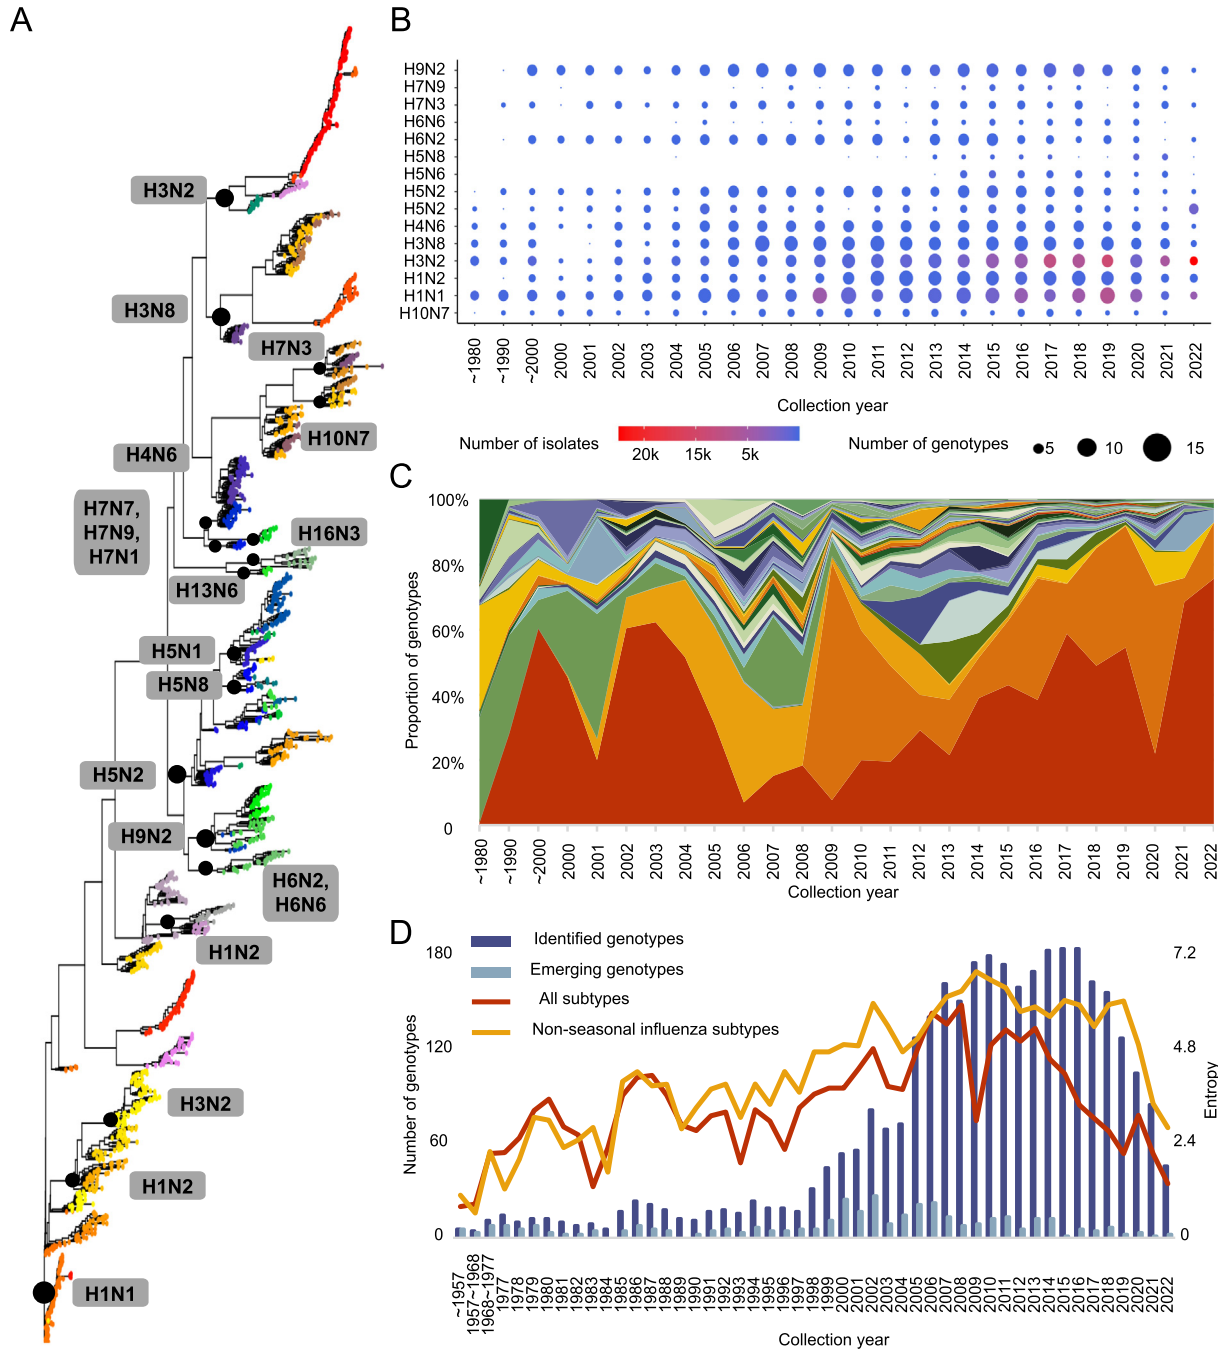 A
H3N2
H3N8
H7N3
H10N7
H4N6
H7N7,
H7N9,
H7N1
H16N3
H13N6
H5N1
H5N8
H5N2
H9N2
H6N2,
H6N6
H1N2
H3N2
H1N2
H1N1
B
H9N2
H7N9
H7N3
H6N6
H6N2
H5N8
H5N6
H5N2
H5N2
H4N6
H3N8
H3N2
H1N2
H1N1
H10N7
~1980 ~1990 ~2000 2000 2001 2002 2003 2004 2005 2006 2007 2008 2009 2010 2011 2012 2013 2014 2015 2016 2017 2018 2019 2020 2021 2022
Collection year
Number of isolates
20k 15k 5k
Number of genotypes
5 10 15
C
Proportion of genotypes
100%
80%
60%
40%
20%
0
~1980 ~1990 ~2000 2000 2001 2002 2003 2004 2005 2006 2007 2008 2009 2010 2011 2012 2013 2014 2015 2016 2017 2018 2019 2020 2021 2022
Collection year
D
Identified genotypes
Emerging genotypes
All subtypes
Non-seasonal influenza subtypes
Number of genotypes
180
120
60
0
7.2
4.8
2.4
0
Entropy
~1957 1957~1968 1968~1977 1977 1978 1979 1980 1981 1982 1983 1984 1985 1986 1987 1988 1989 1990 1991 1992 1993 1994 1995 1996 1997 1998 1999 2000 2001 2002 2003 2004 2005 2006 2007 2008 2009 2010 2011 2012 2013 2014 2015 2016 2017 2018 2019 2020 2021 2022
Collection year